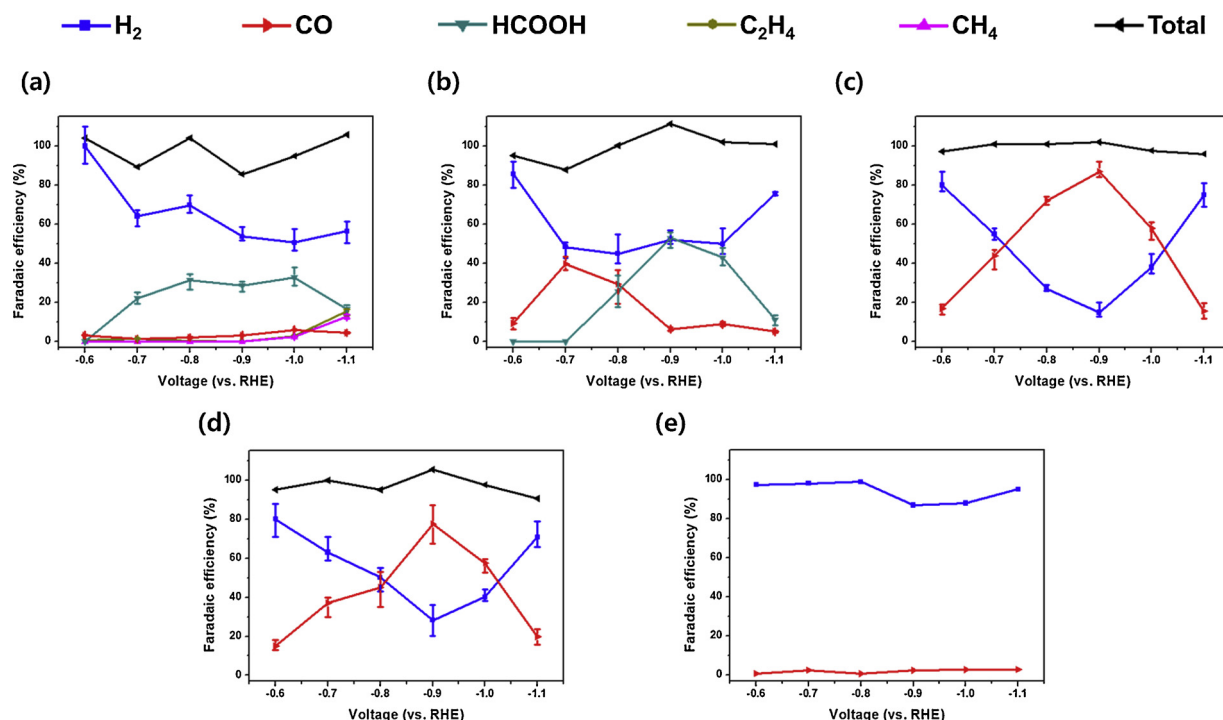 H2 CO HCOOH C2H4 CH4 Total
(a) (b) (c)
Faradaic efficiency (%)
100
80
60
40
20
0
-0.6 -0.7 -0.8 -0.9 -1.0 -1.1
Voltage (vs. RHE)
Faradaic efficiency (%)
100
80
60
40
20
0
-0.6 -0.7 -0.8 -0.9 -1.0 -1.1
Voltage (vs. RHE)
Faradaic efficiency (%)
100
80
60
40
20
0
-0.6 -0.7 -0.8 -0.9 -1.0 -1.1
Voltage (vs. RHE)
(d) (e)
Faradaic efficiency (%)
100
80
60
40
20
0
-0.6 -0.7 -0.8 -0.9 -1.0 -1.1
Voltage (vs. RHE)
Faradaic efficiency (%)
100
80
60
40
20
0
-0.6 -0.7 -0.8 -0.9 -1.0 -1.1
Voltage (vs. RHE)